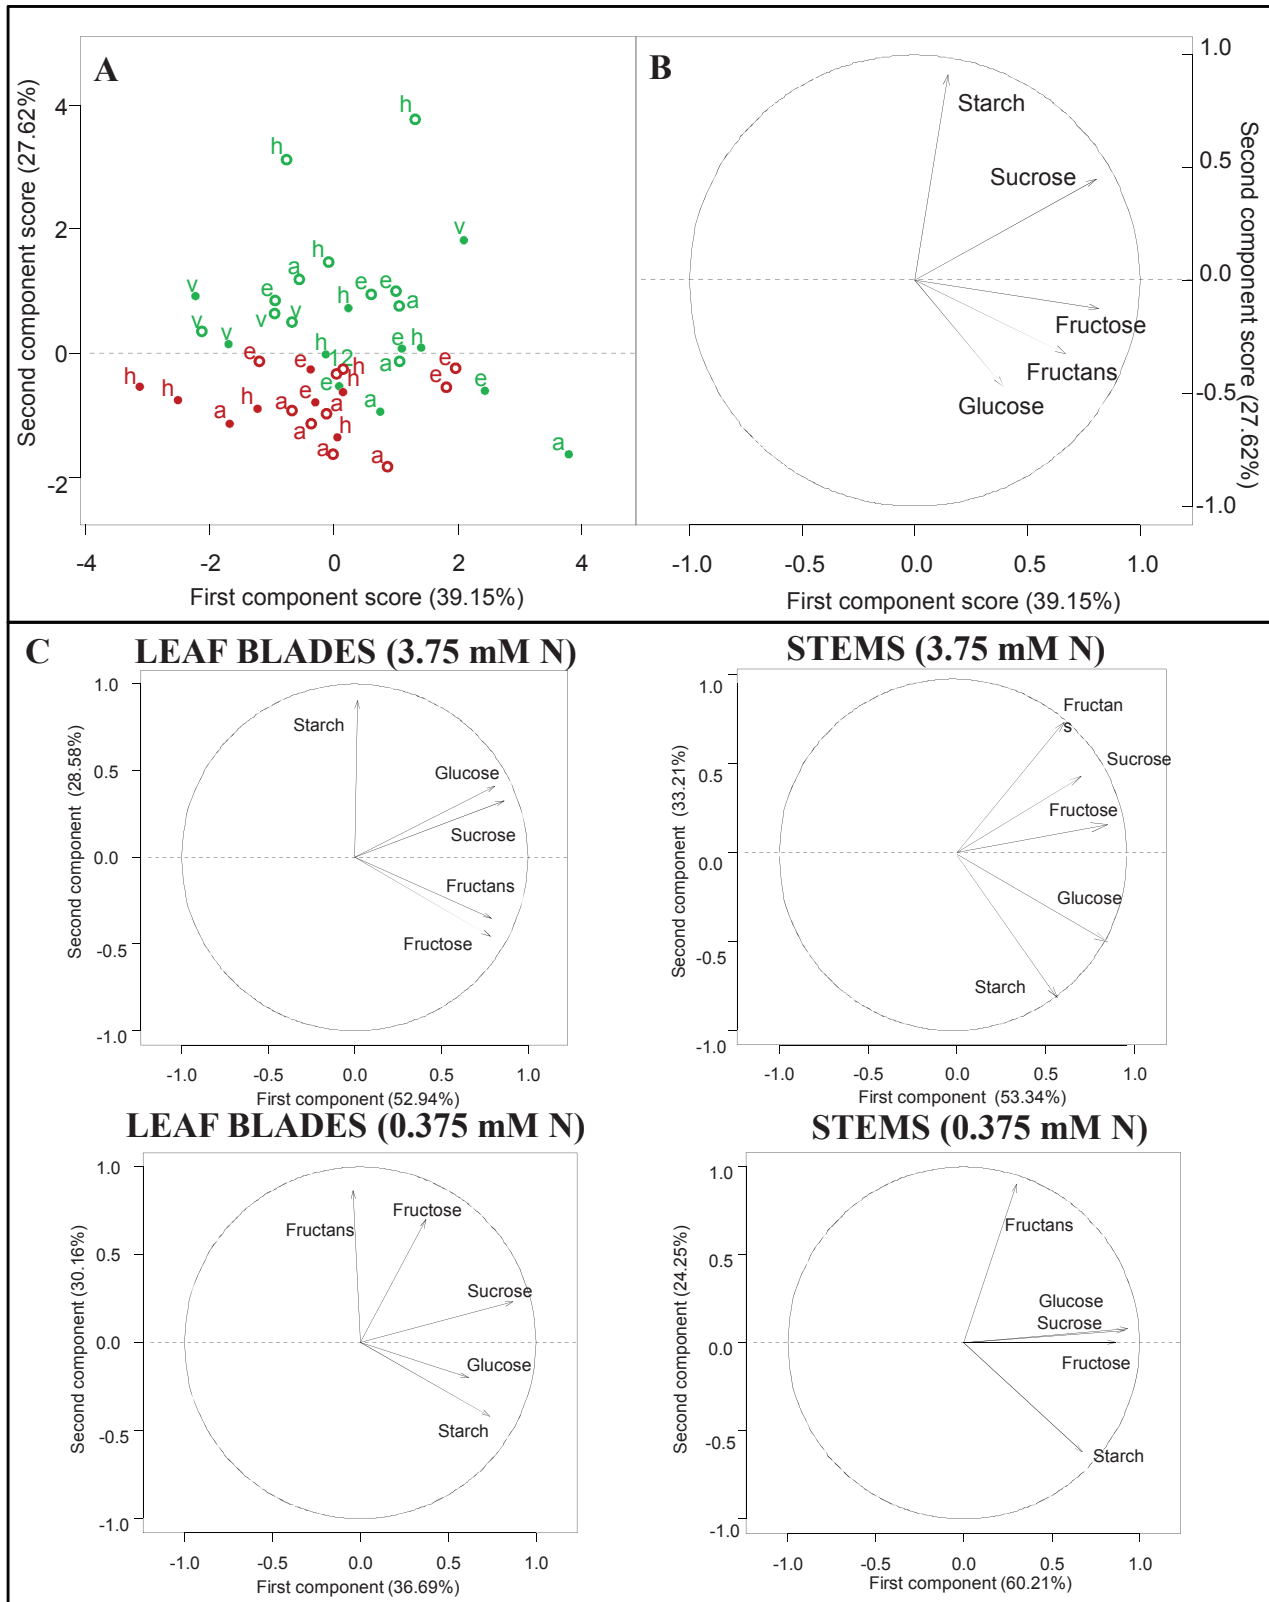 A
Second component score (27.62%)
4
2
0
-2
h
h
v
h
a
v
e
e
e
a
h
v
v
v
v
e
h
h
12
a
e
e
h
e
e
e
h
h
h
h
e
a
e
a
a
a
a
h
a
a
a
a
-4
-2
0
2
4
First component score (39.15%)
B
Starch
Sucrose
Fructose
Fructans
Glucose
1.0
0.5
0.0
-0.5
-1.0
Second component score (27.62%)
-1.0
-0.5
0.0
0.5
1.0
First component score (39.15%)
C
LEAF BLADES (3.75 mM N)
Second component (28.58%)
1.0
0.5
0.0
-0.5
-1.0
Starch
Glucose
Sucrose
Fructans
Fructose
-1.0
-0.5
0.0
0.5
1.0
First component (52.94%)
STEMS (3.75 mM N)
Second component (33.21%)
1.0
0.5
0.0
-0.5
-1.0
Fructan
s
Sucrose
Fructose
Glucose
Starch
-1.0
-0.5
0.0
0.5
1.0
First component (53.34%)
LEAF BLADES (0.375 mM N)
Second component (30.16%)
1.0
0.5
0.0
-0.5
-1.0
Fructans
Fructose
Sucrose
Glucose
Starch
-1.0
-0.5
0.0
0.5
1.0
First component (36.69%)
STEMS (0.375 mM N)
Second component (24.25%)
1.0
0.5
0.0
-0.5
-1.0
Fructans
Glucose
Sucrose
Fructose
Starch
-1.0
-0.5
0.0
0.5
1.0
First component (60.21%)